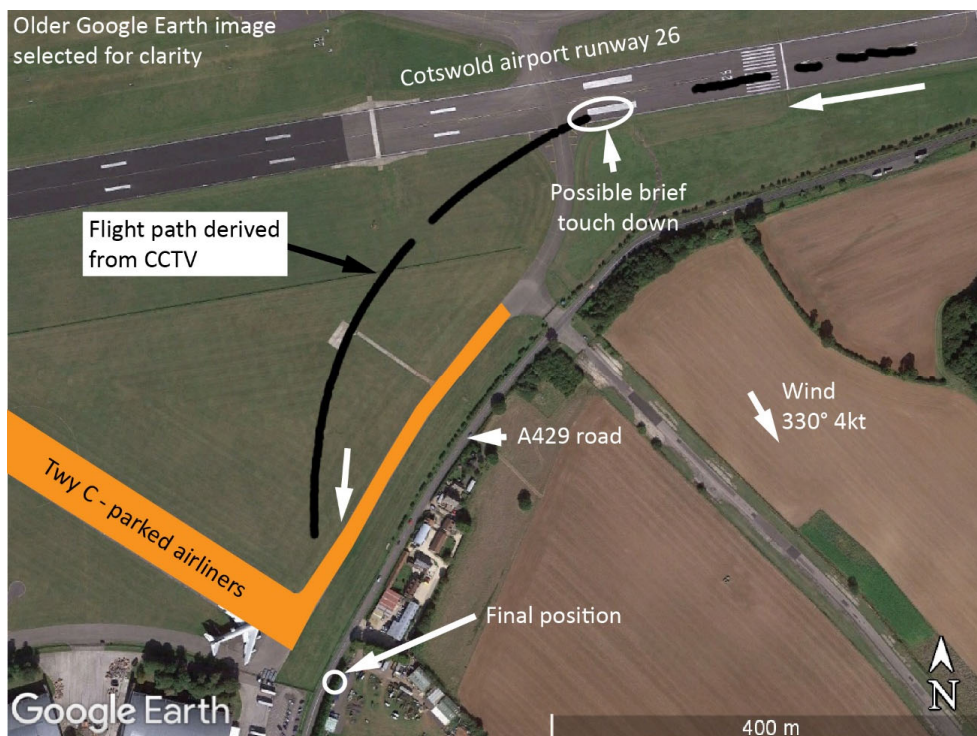 Older Google Earth image
selected for clarity
Cotswold airport runway 26
Possible brief
touch down
Flight path derived
from CCTV
Wind
330° 4kt
A429 road
Twy C - parked airliners
Final position
N
Google Earth
400 m